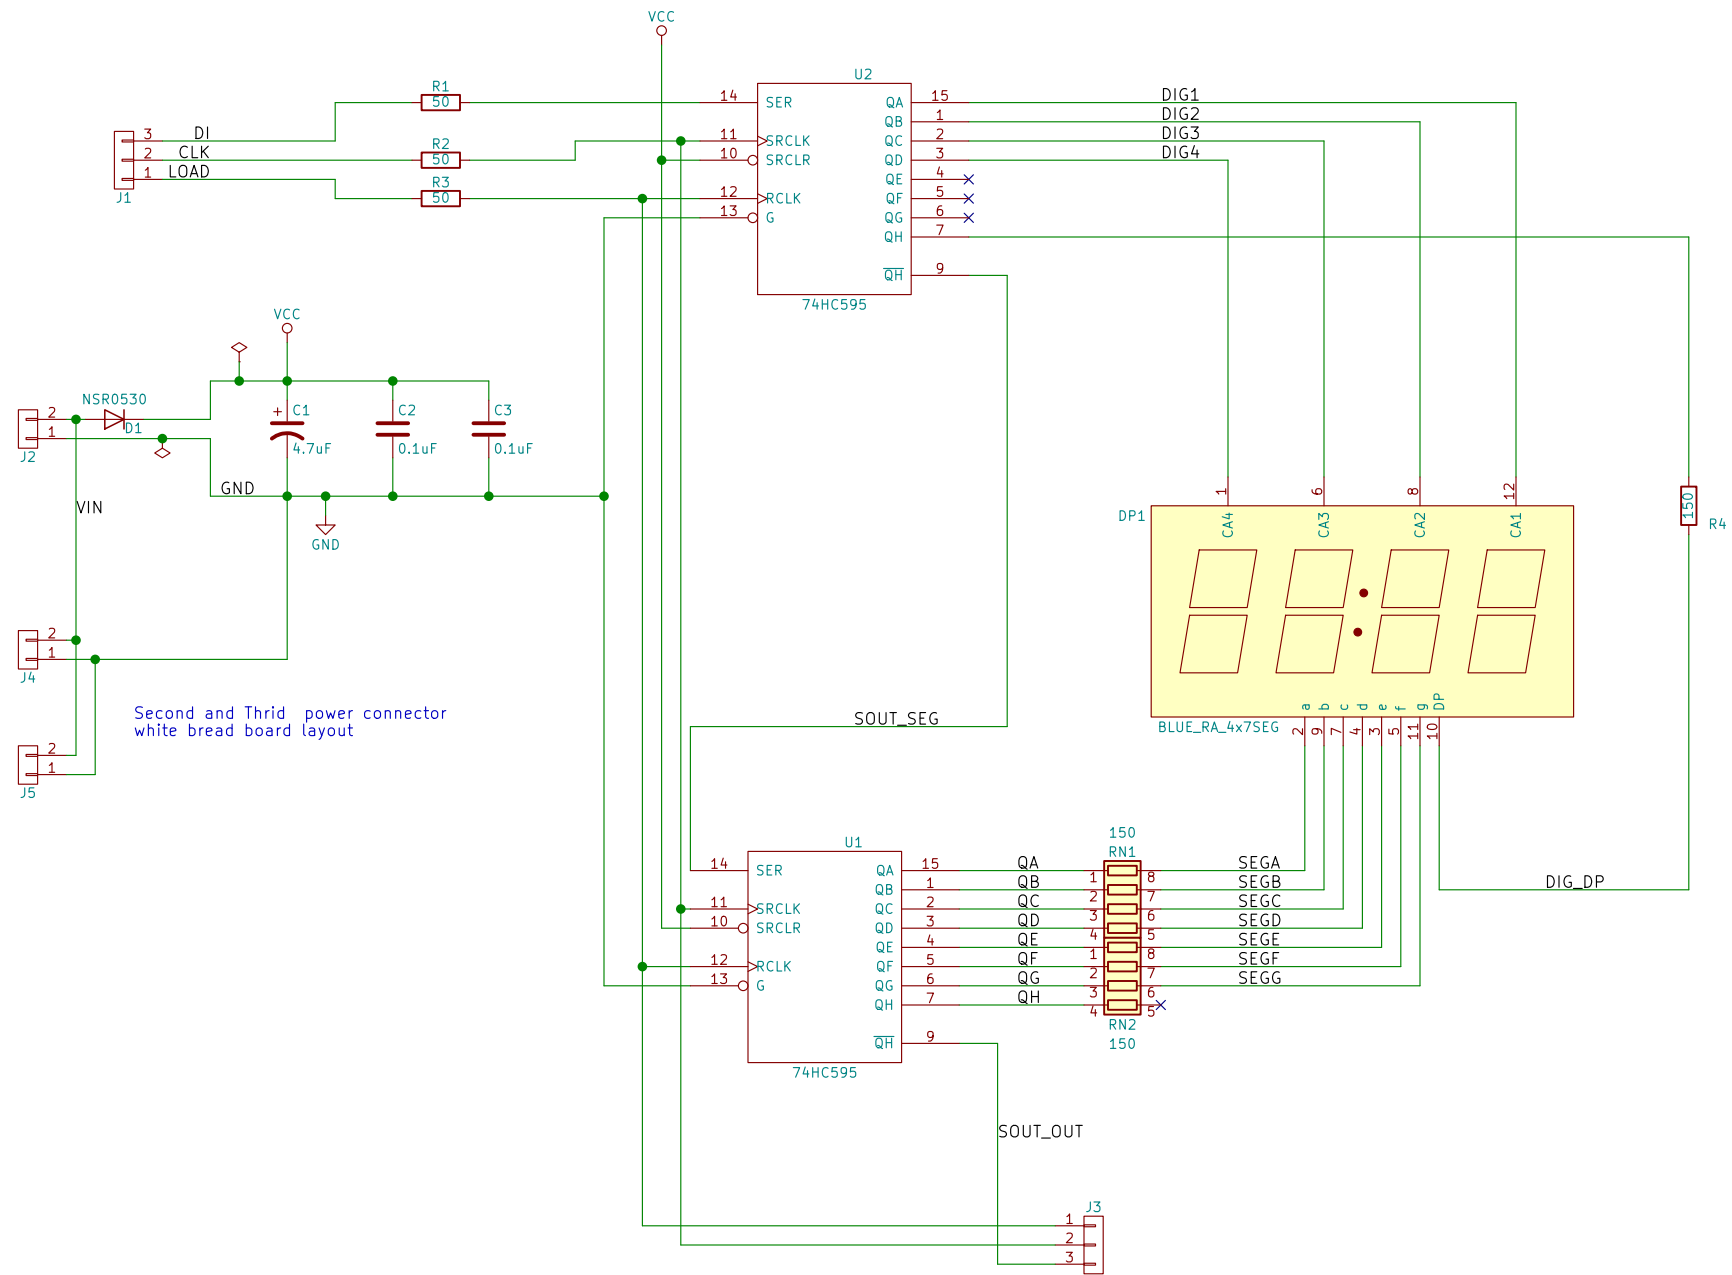 VCC
U2
R1
50
14
SER
QA
15
DIG1
QB
1
DIG2
J1
3
DI
R2
50
11
SRCLK
QC
2
DIG3
2
CLK
10
SRCLR
QD
3
DIG4
1
LOAD
R3
50
QE
4
12
RCLK
QF
5
13
G
QG
6
QH
7
QH
9
74HC595
VCC
NSR0530
D1
J2
2
1
+
C1
4.7uF
C2
0.1uF
C3
0.1uF
GND
VIN
GND
DP1
1
6
8
12
CA4
CA3
CA2
CA1
150
R4
J4
2
1
Second and Thrid power connector
white bread board layout
J5
2
1
SOUT_SEG
a
b
c
d
e
f
g
DP
BLUE_RA_4x7SEG
2
9
7
4
3
5
11
10
U1
150
RN1
14
SER
QA
15
QA
1
8
SEGA
QB
1
QB
2
7
SEGB
DIG_DP
11
SRCLK
QC
2
QC
3
6
SEGC
10
SRCLR
QD
3
QD
4
5
SEGD
QE
4
QE
1
8
SEGE
12
RCLK
QF
5
QF
2
7
SEGF
13
G
QG
6
QG
3
6
SEGG
QH
7
QH
4
5
RN2
150
QH
9
74HC595
SOUT_OUT
J3
1
2
3